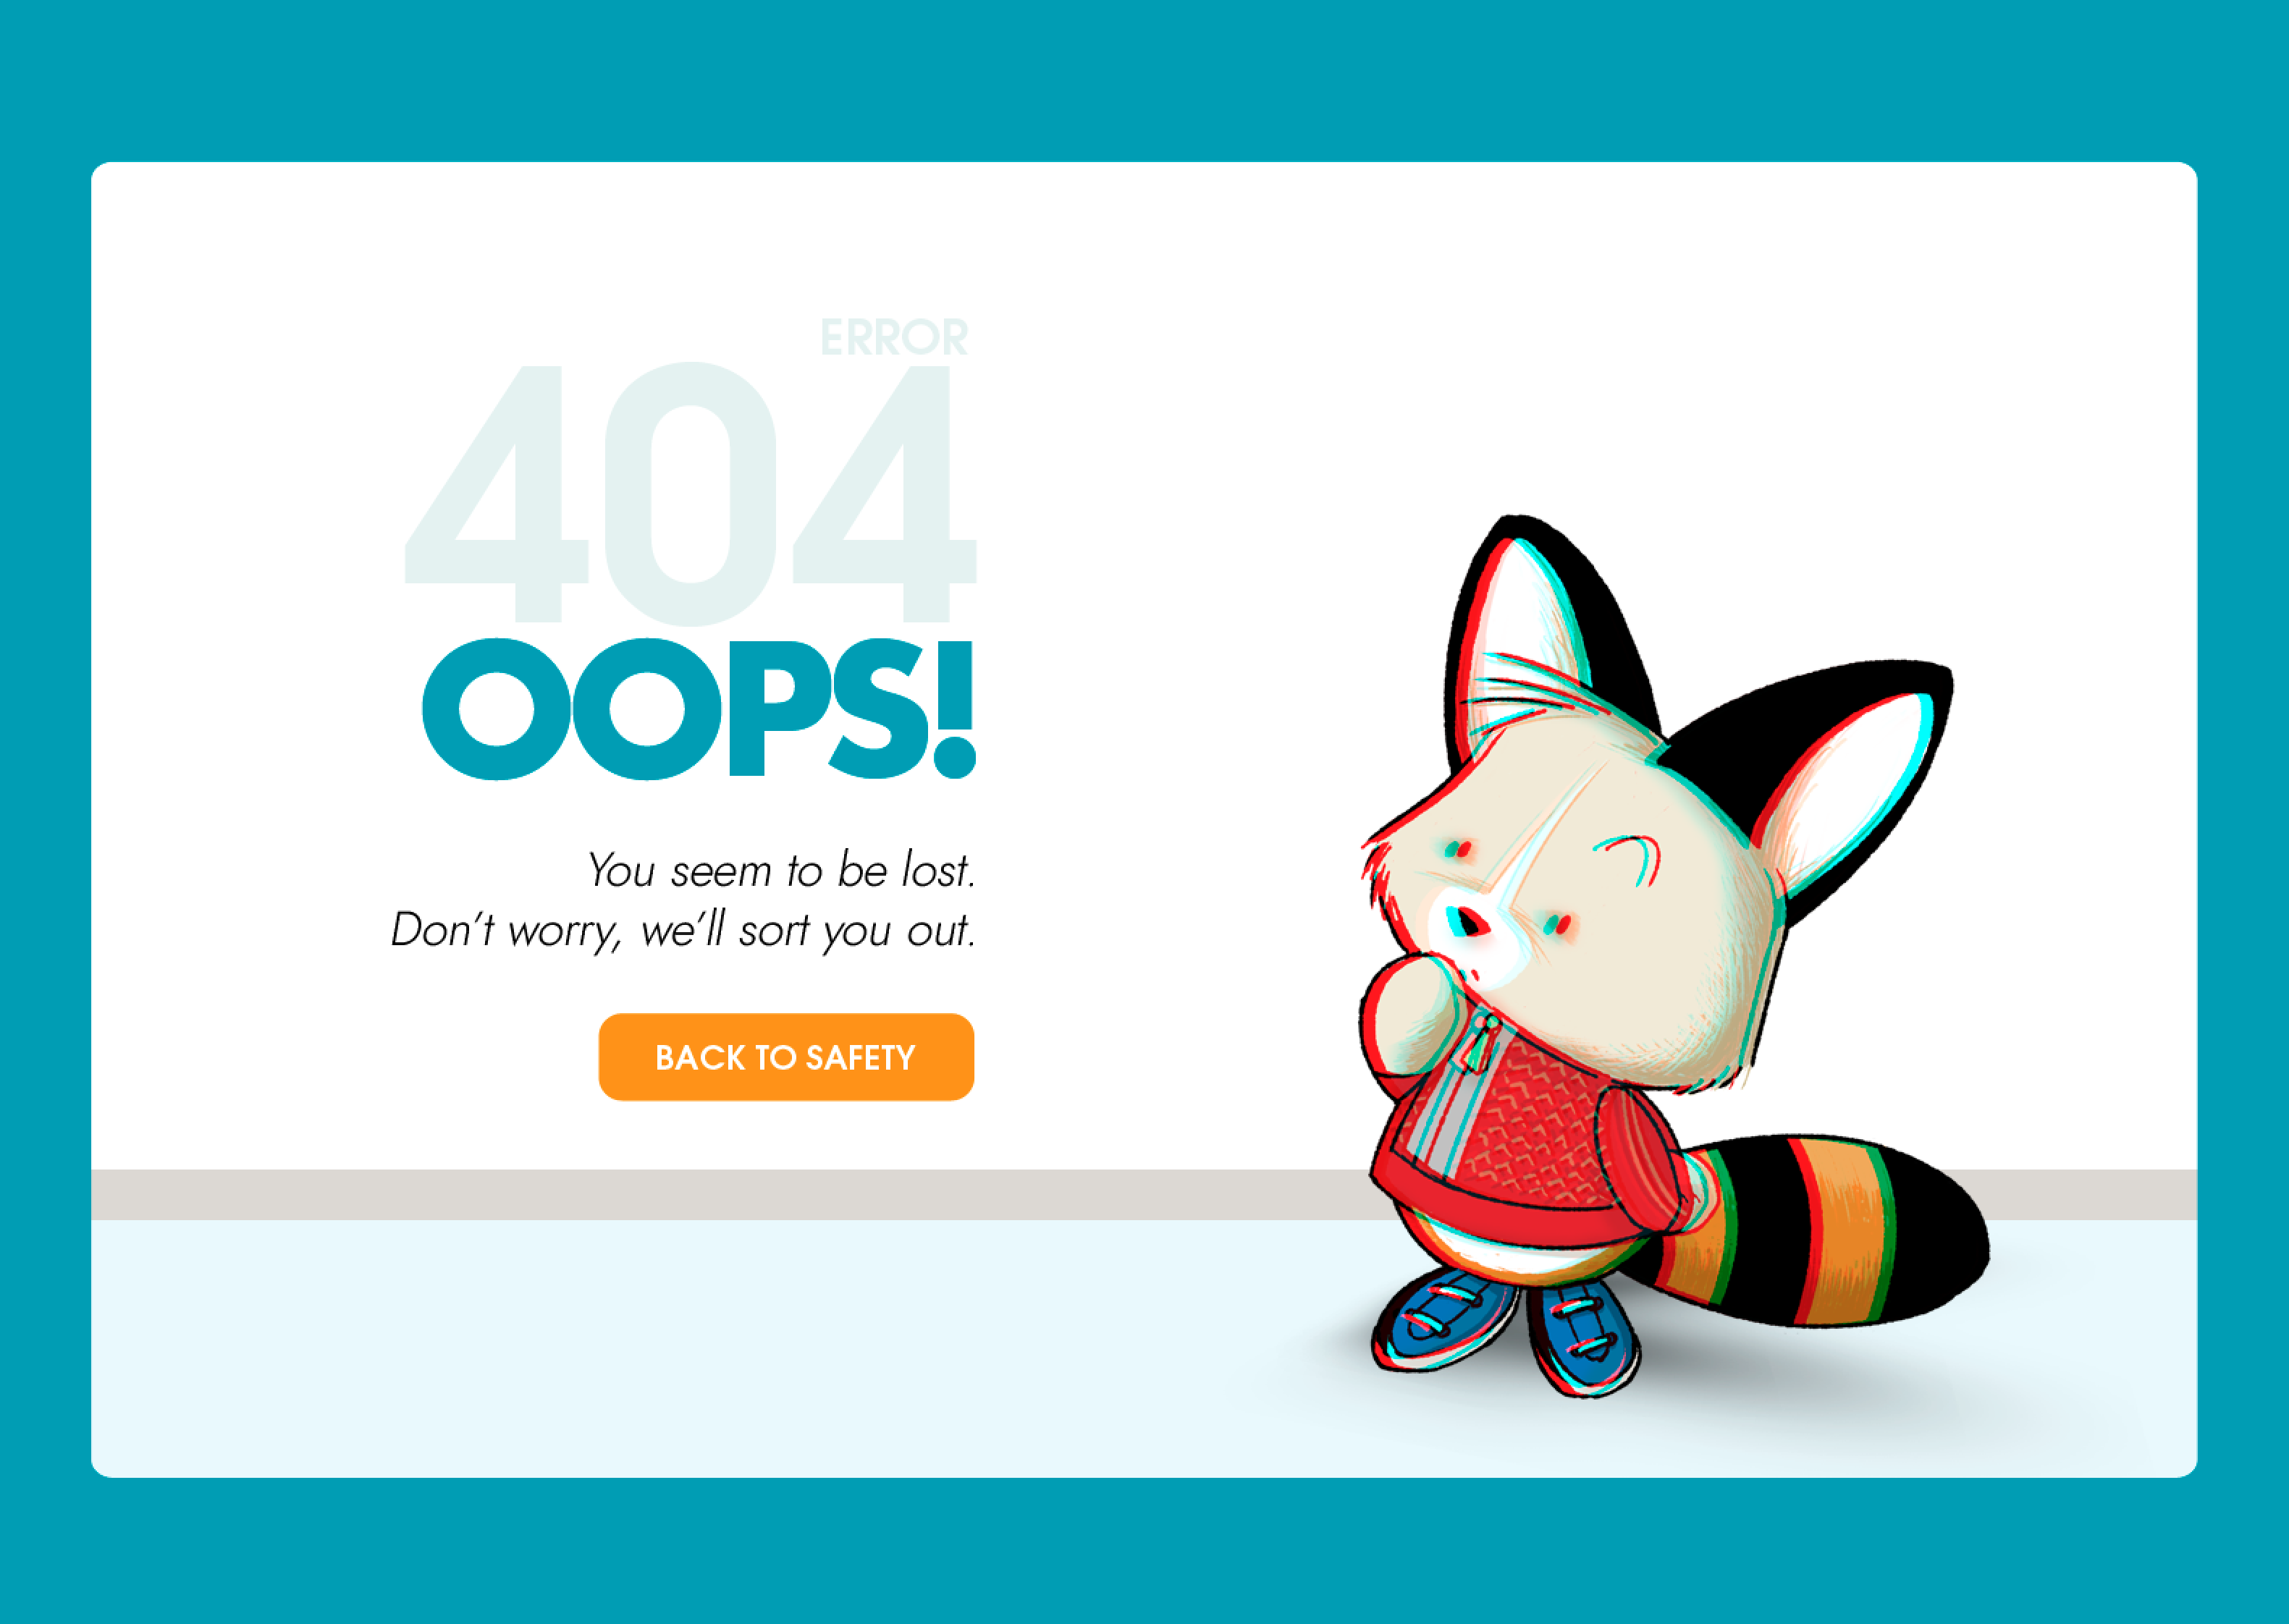 ERROR
404
OOPS!
You seem to be lost.
Don’t worry, we’ll sort you out.
BACK TO SAFETY